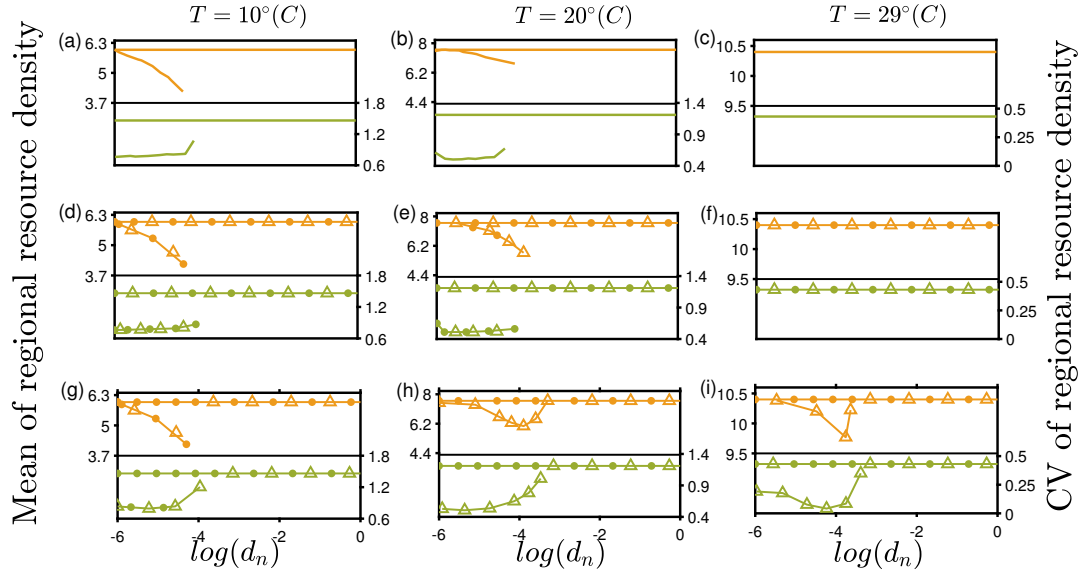 T = 10°(C)
T = 20°(C)
T = 29°(C)
Mean of regional resource density
CV of regional resource density
(a)
6.3
5
3.7
1.8
1.2
0.6
(b)
8
6.2
4.4
1.4
0.9
0.4
(c)
10.5
10
9.5
0.5
0.25
0
(d)
6.3
5
3.7
1.8
1.2
0.6
(e)
8
6.2
4.4
1.4
0.9
0.4
(f)
10.5
10
9.5
0.5
0.25
0
(g)
6.3
5
3.7
1.8
1.2
0.6
-6 -4 -2 0
log(dₙ)
(h)
8
6.2
4.4
1.4
0.9
0.4
-6 -4 -2 0
log(dₙ)
(i)
10.5
10
9.5
0.5
0.25
0
-6 -4 -2 0
log(dₙ)